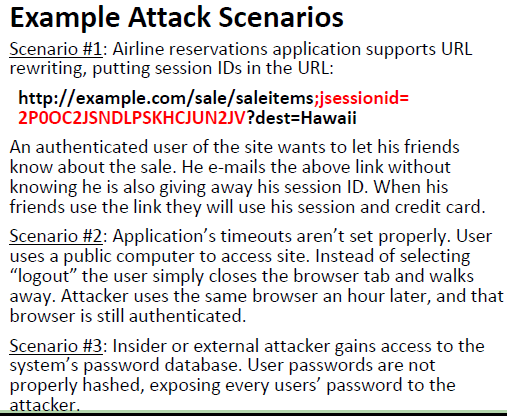 Example Attack Scenarios
Scenario #1: Airline reservations application supports URL
rewriting, putting session IDs in the URL:
http://example.com/sale/saleitems;jsessionid=
2P0OC2JSNDLPSKHCJUN2JV?dest=Hawaii
An authenticated user of the site wants to let his friends
know about the sale. He e-mails the above link without
knowing he is also giving away his session ID. When his
friends use the link they will use his session and credit card.
Scenario #2: Application’s timeouts aren’t set properly. User
uses a public computer to access site. Instead of selecting
“logout” the user simply closes the browser tab and walks
away. Attacker uses the same browser an hour later, and that
browser is still authenticated.
Scenario #3: Insider or external attacker gains access to the
system’s password database. User passwords are not
properly hashed, exposing every users’ password to the
attacker.